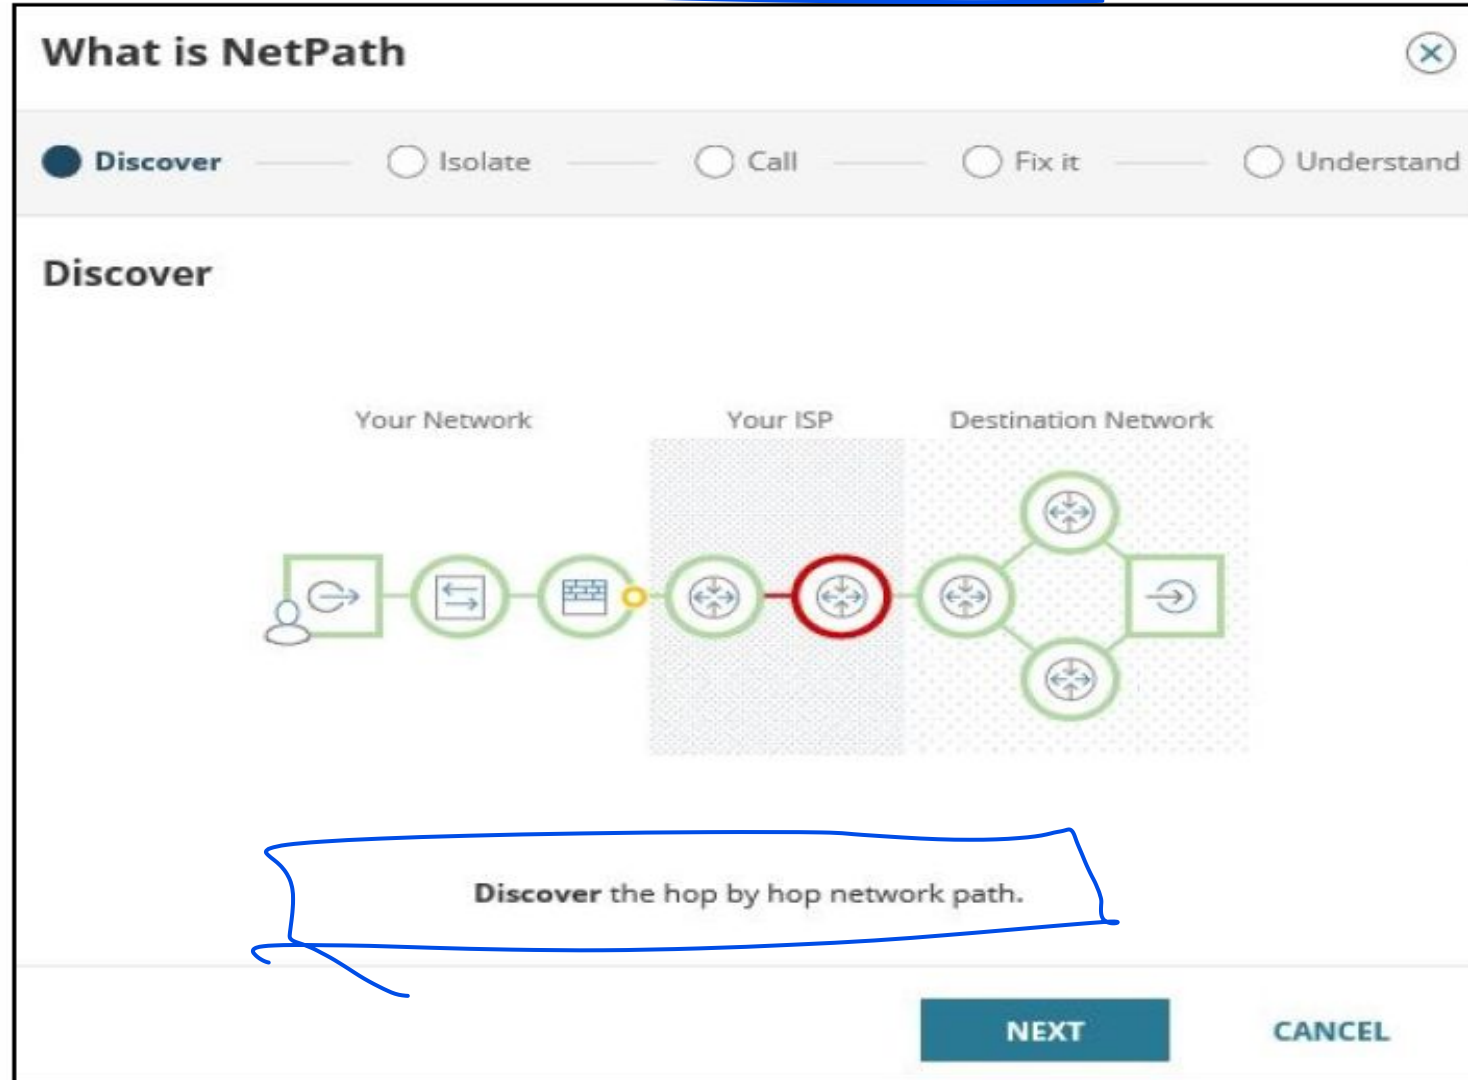 What is NetPath
Discover Isolate Call Fix it Understand
Discover
Your Network Your ISP Destination Network
Discover the hop by hop network path.
NEXT CANCEL